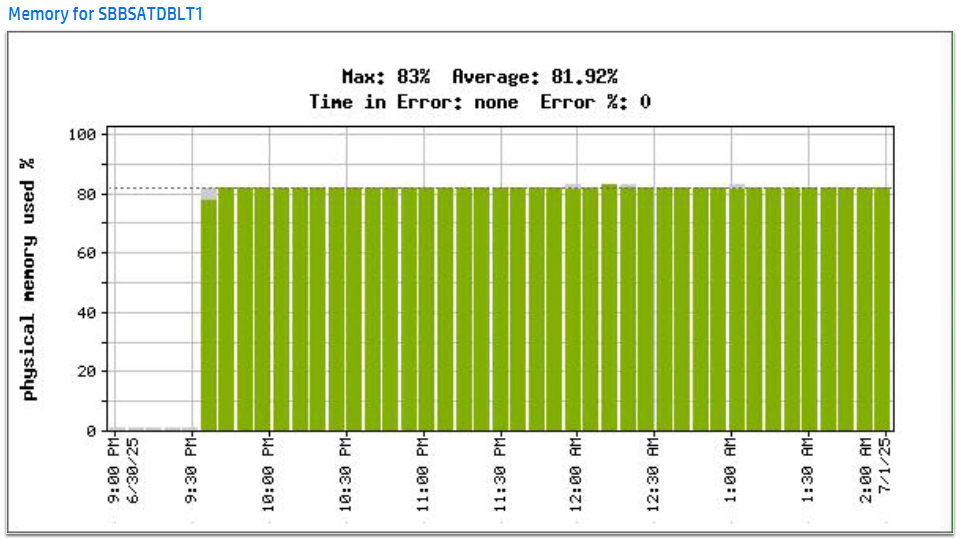 Memory for SBBSATDBLT1
Max: 83% Average: 81.92%
Time in Error: none Error %: 0
physical memory used %
100
80
60
40
20
0
9:00 PM
6/30/25
9:30 PM
10:00 PM
10:30 PM
11:00 PM
11:30 PM
12:00 AM
12:30 AM
1:00 AM
1:30 AM
2:00 AM
7/1/25